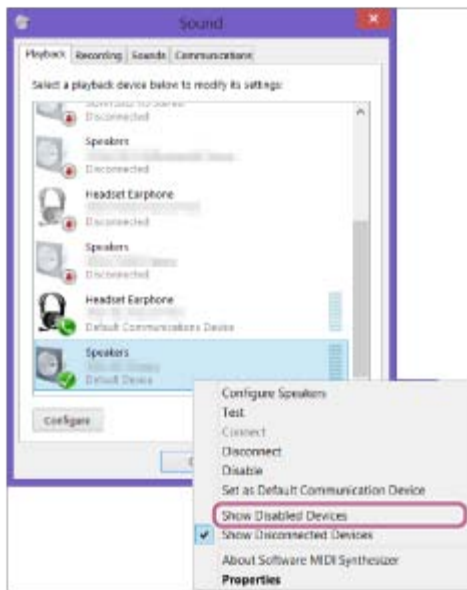 Sound
Playback Recording Sounds Communications
Select a playback device below to modify its settings:
Disconnected
Speakers
Disconnected
Headset Earphone
Disconnected
Speakers
Disconnected
Headset Earphone
Default Communications Device
Speakers
Default Device
Configure
Configure Speakers
Test
Connect
Disconnect
Disable
Set as Default Communication Device
Show Disabled Devices
Show Disconnected Devices
About Software MIDI Synthesizer
Properties